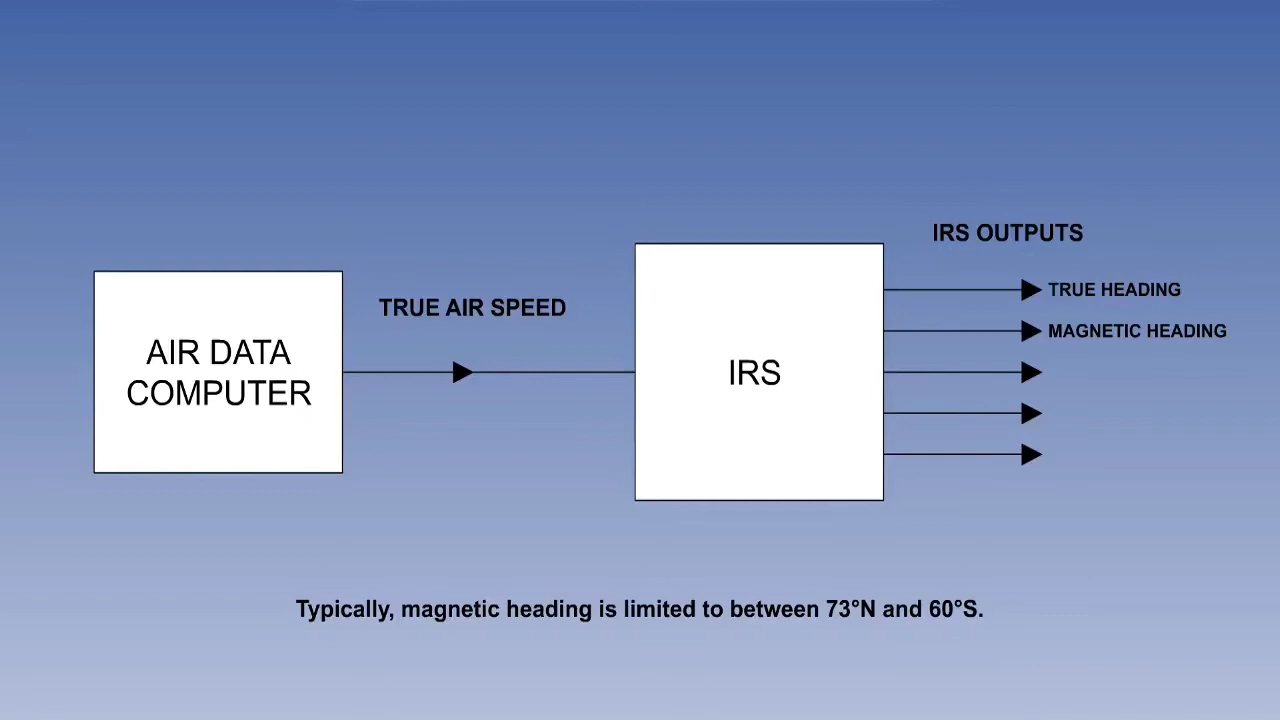 IRS OUTPUTS
TRUE HEADING
TRUE AIR SPEED
MAGNETIC HEADING
AIR DATA
COMPUTER
IRS
Typically, magnetic heading is limited to between 73°N and 60°S.